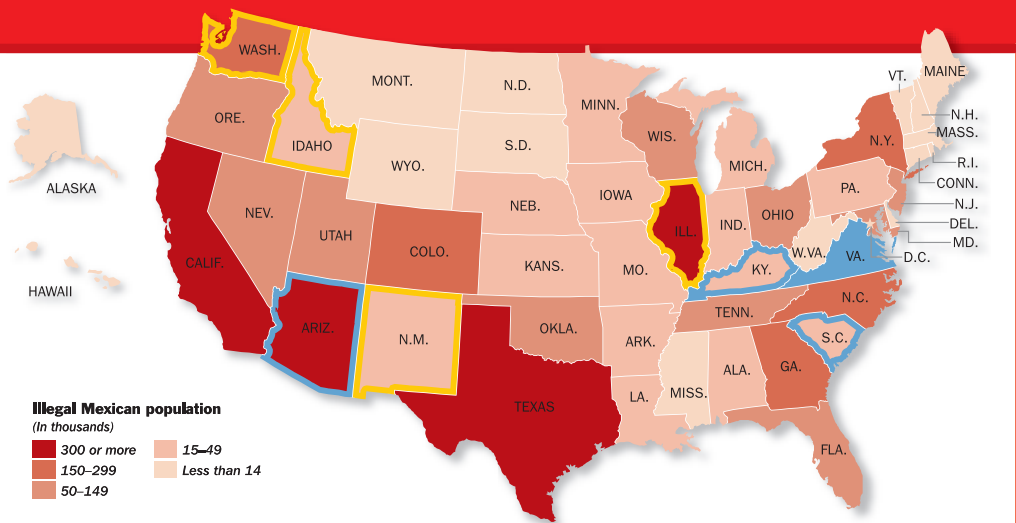 WASH.
MONT.
N.D.
MINN.
VT.
MAINE
ORE.
IDAHO
S.D.
WIS.
MICH.
N.Y.
N.H.
MASS.
WYO.
R.I.
ALASKA
IOWA
PA.
CONN.
NEV.
NEB.
N.J.
UTAH
ILL.
IND.
OHIO
DEL.
COLO.
W.VA.
VA.
MD.
CALIF.
KANS.
MO.
KY.
D.C.
HAWAII
ARIZ.
N.M.
OKLA.
TENN.
N.C.
ARK.
S.C.
TEXAS
LA.
MISS.
ALA.
GA.
FLA.
Illegal Mexican population
(In thousands)
300 or more
150–299
50–149
15–49
Less than 14